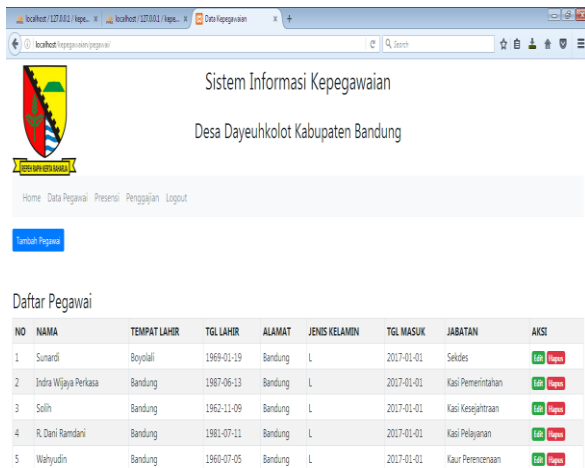 localhost / 127.0.0.1 / kepe... x localhost / 127.0.0.1 / kepe... x Data Kepegawaian x +
localhost/kepegawaian/pegawai/ Search
Sistem Informasi Kepegawaian
Desa Dayeuhkolot Kabupaten Bandung
REPEH RAPIH KERTA RAHARJA
Home Data Pegawai Presensi Penggajian Logout
Tambah Pegawai
Daftar Pegawai
NO NAMA TEMPAT LAHIR TGL LAHIR ALAMAT JENIS KELAMIN TGL MASUK JABATAN AKSI
1 Sunardi Boyolali 1969-01-19 Bandung L 2017-01-01 Sekdes Edit Hapus
2 Indra Wijaya Perkasa Bandung 1987-06-13 Bandung L 2017-01-01 Kasi Pemerintahan Edit Hapus
3 Solih Bandung 1962-11-09 Bandung L 2017-01-01 Kasi Kesejahtraan Edit Hapus
4 R. Dani Ramdani Bandung 1981-07-11 Bandung L 2017-01-01 Kasi Pelayanan Edit Hapus
5 Wahyudin Bandung 1960-07-05 Bandung L 2017-01-01 Kaur Perencenaan Edit Hapus